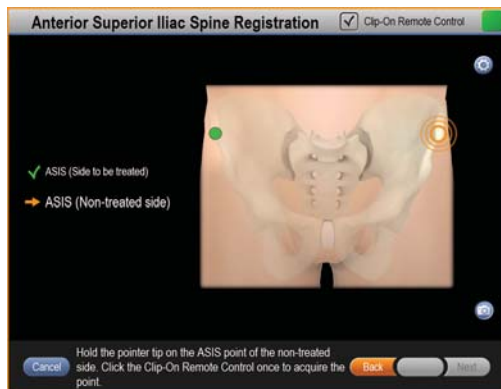 Anterior Superior Iliac Spine Registration
Clip-On Remote Control
ASIS (Side to be treated)
ASIS (Non-treated side)
Hold the pointer tip on the ASIS point of the non-treated
side. Click the Clip-On Remote Control once to acquire the
point.
Cancel
Back
Next